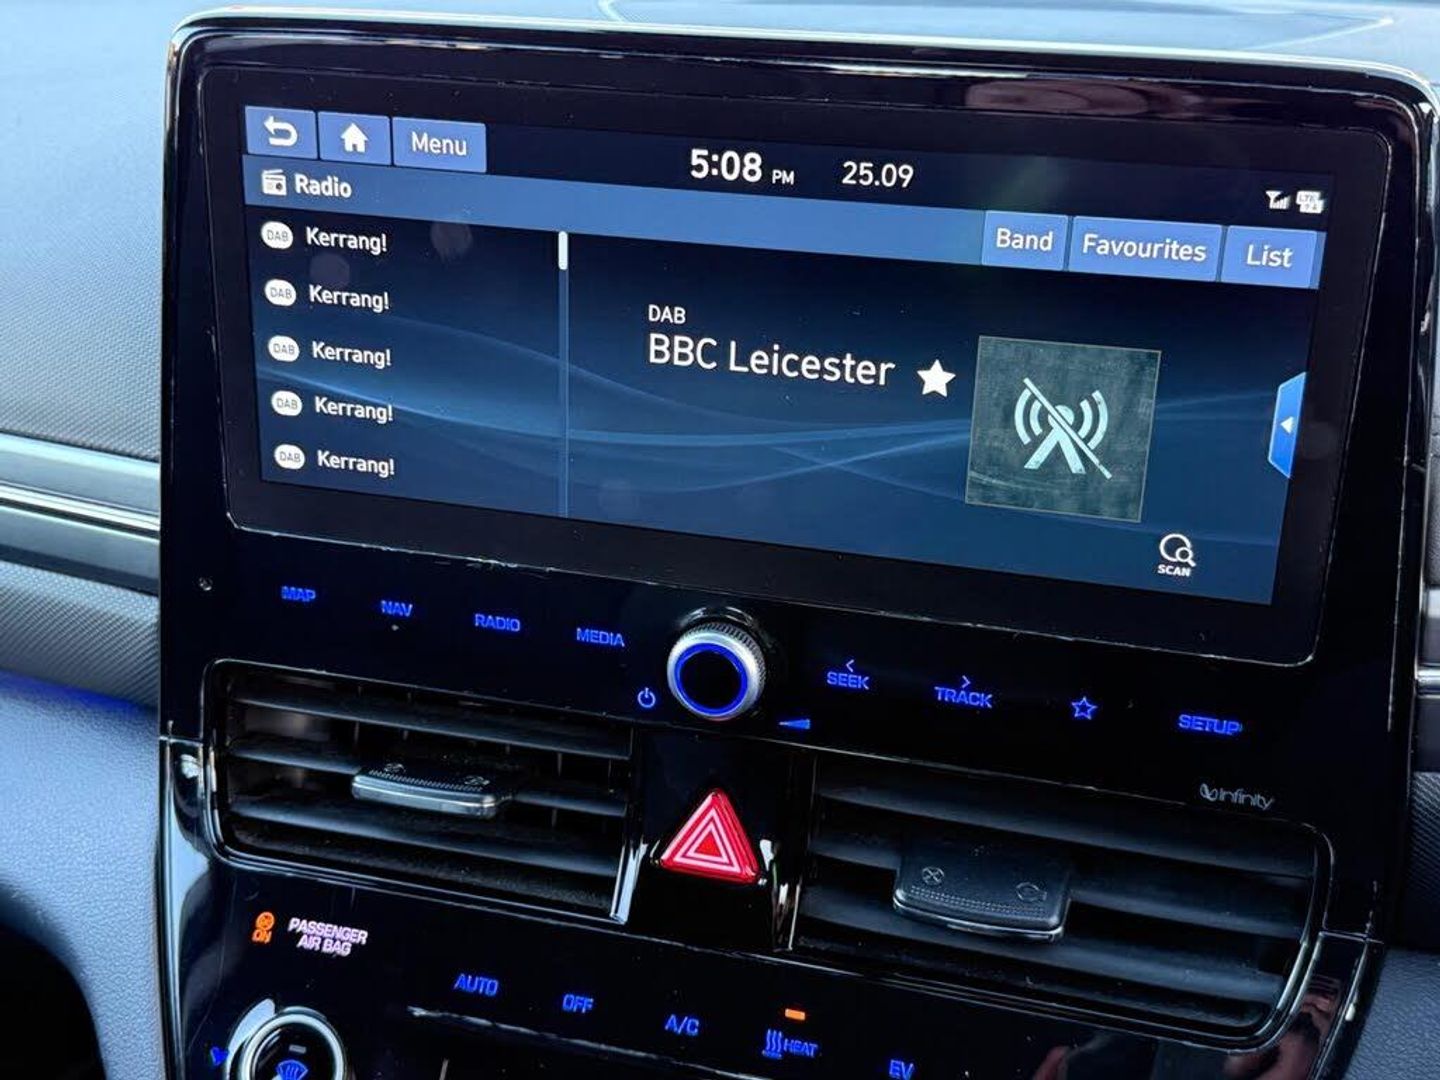 Menu
5:08 PM 25.09
Radio
Band Favourites List
DAB Kerrang!
DAB Kerrang!
DAB Kerrang!
DAB Kerrang!
DAB Kerrang!
DAB
BBC Leicester
SCAN
MAP NAV RADIO MEDIA
< SEEK
> TRACK
SETUP
infinity
ON
PASSENGER
AIR BAG
AUTO OFF A/C HEAT EV